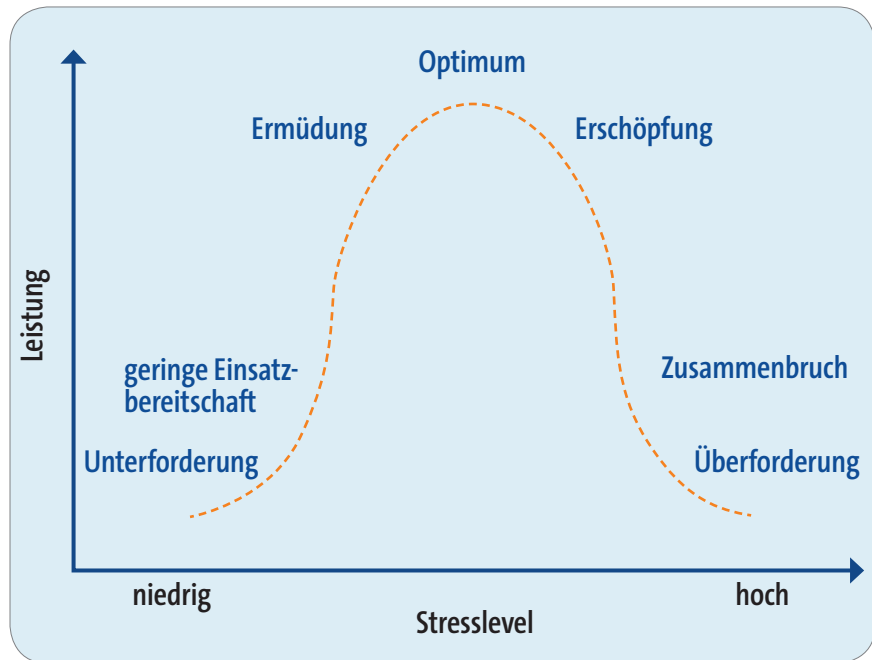 Optimum
Ermüdung
Erschöpfung
Leistung
geringe Einsatz-
bereitschaft
Zusammenbruch
Unterforderung
Überforderung
niedrig
hoch
Stresslevel